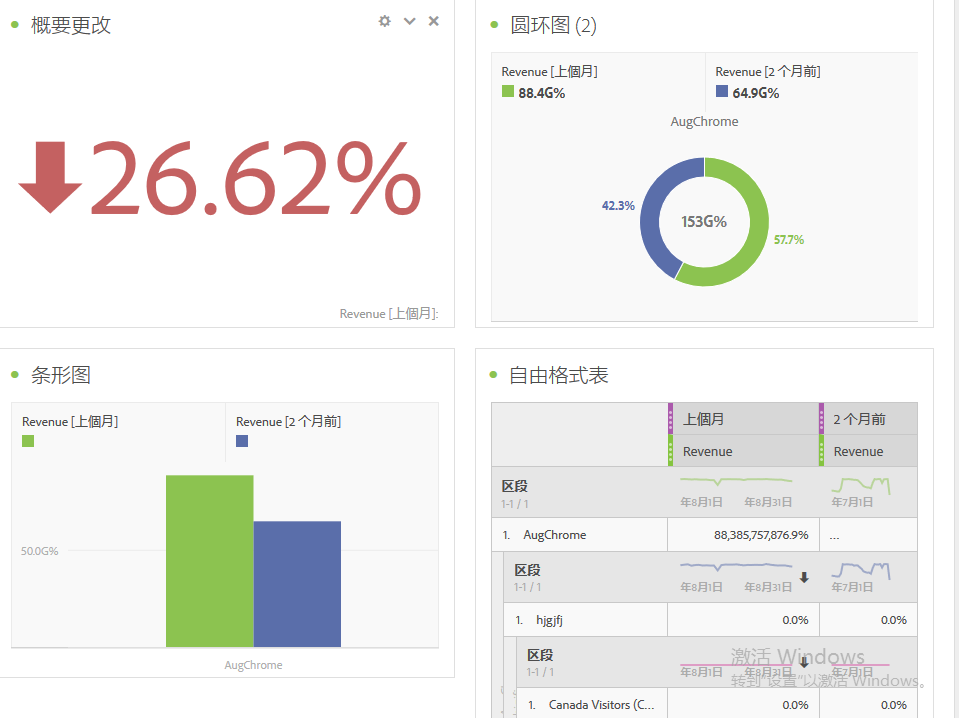 概要更改
26.62%
Revenue [上個月]:
圆环图 (2)
Revenue [上個月]
88.4G%
Revenue [2 个月前]
64.9G%
AugChrome
42.3%
153G%
57.7%
条形图
Revenue [上個月]
Revenue [2 个月前]
50.0G%
AugChrome
自由格式表
上個月
2 个月前
Revenue
Revenue
区段
1-1 / 1
年8月1日
年8月31日
年7月1日
1. AugChrome
88,385,757,876.9%
...
区段
1-1 / 1
年8月1日
年8月31日
年7月1日
1. hjgjfj
0.0%
0.0%
区段
1-1 / 1
年8月1日
年8月31日
年7月1日
激活 Windows
转到"设置"以激活 Windows。
1. Canada Visitors (C...
0.0%
0.0%